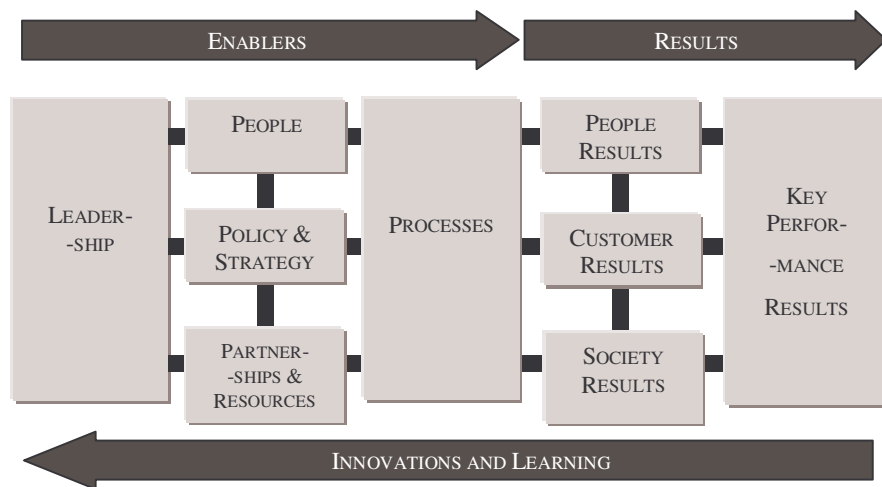 ENABLERS
RESULTS
LEADER-
-SHIP
PEOPLE
POLICY &
STRATEGY
PARTNER-
-SHIPS &
RESOURCES
PROCESSES
PEOPLE
RESULTS
CUSTOMER
RESULTS
SOCIETY
RESULTS
KEY
PERFOR-
-MANCE
RESULTS
INNOVATIONS AND LEARNING